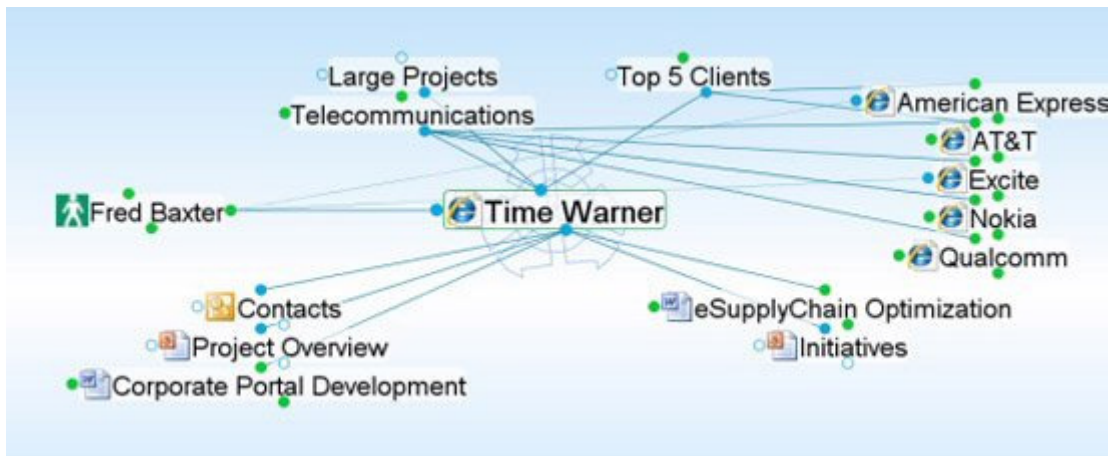 Large Projects
Top 5 Clients
Telecommunications
American Express
AT&T
Excite
Fred Baxter
Time Warner
Nokia
Qualcomm
Contacts
eSupplyChain Optimization
Project Overview
Initiatives
Corporate Portal Development